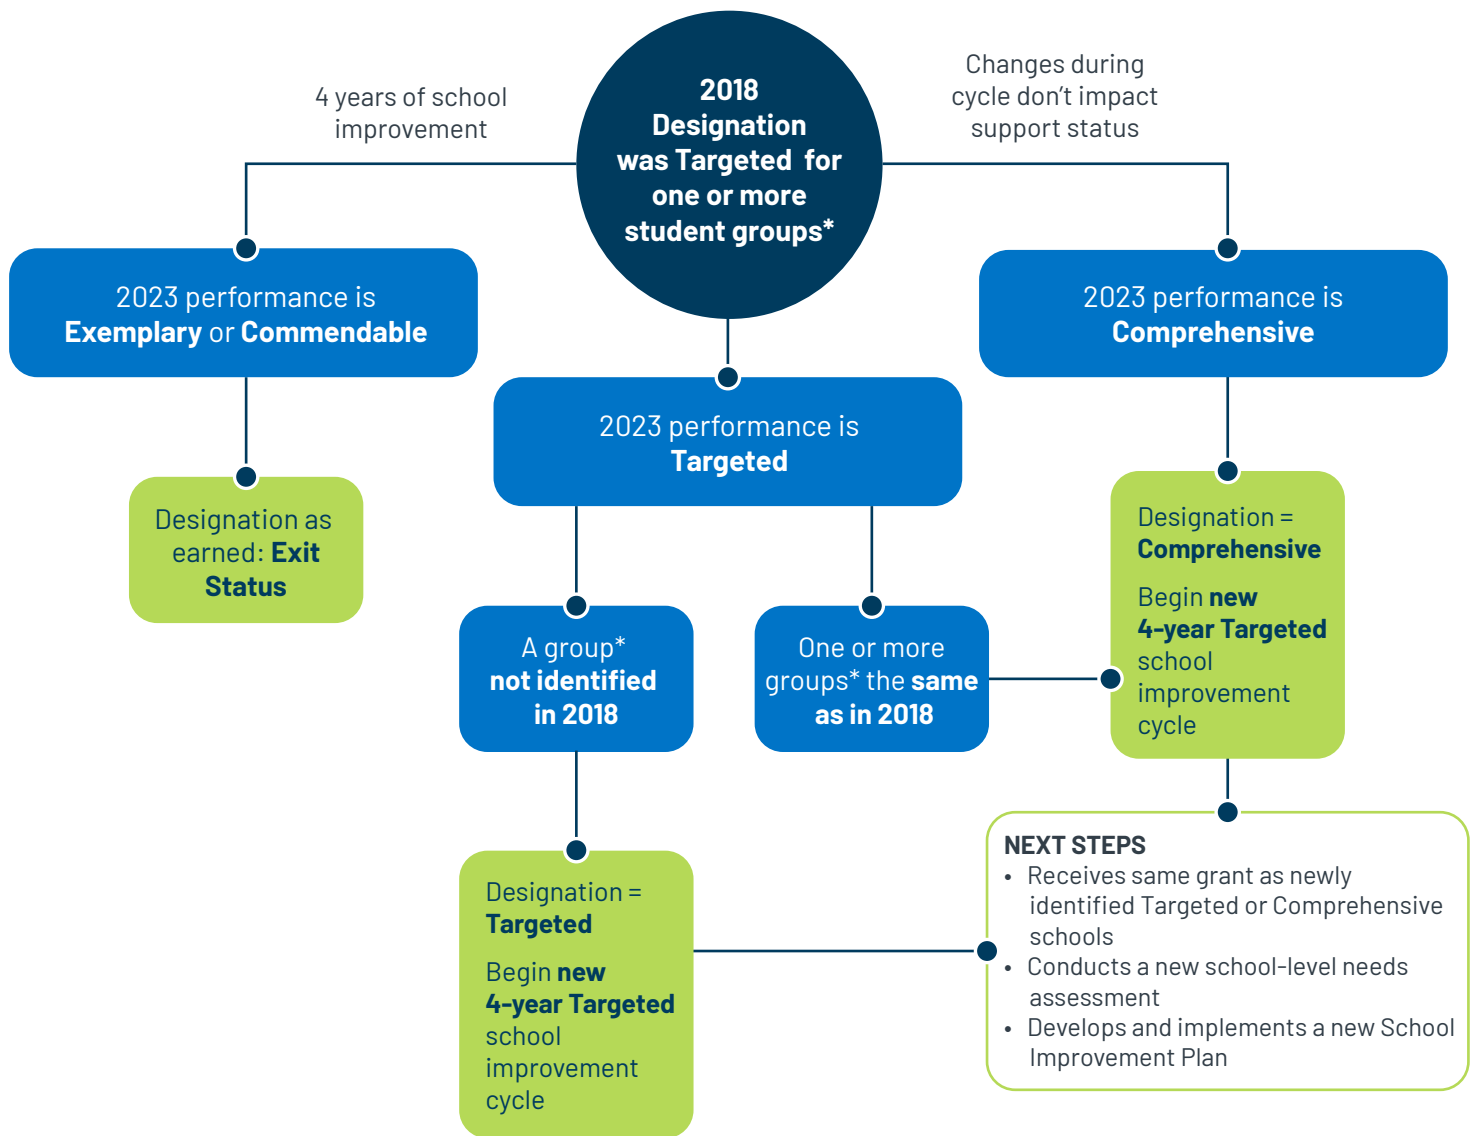 4 years of school
improvement
2018
Designation
was Targeted for
one or more
student groups*
Changes during
cycle don’t impact
support status
2023 performance is
Exemplary or Commendable
2023 performance is
Targeted
2023 performance is
Comprehensive
Designation as
earned: Exit
Status
A group*
not identified
in 2018
One or more
groups* the same
as in 2018
Designation =
Comprehensive
Begin new
4-year Targeted
school
improvement
cycle
Designation =
Targeted
Begin new
4-year Targeted
school
improvement
cycle
NEXT STEPS
• Receives same grant as newly
identified Targeted or Comprehensive
schools
• Conducts a new school-level needs
assessment
• Develops and implements a new School
Improvement Plan